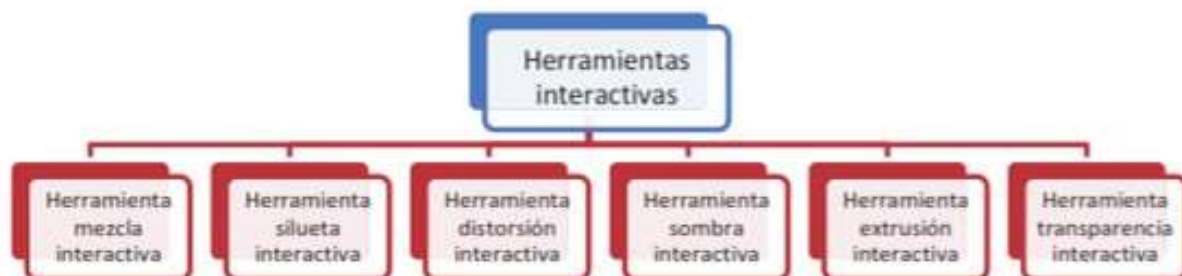 Herramientas
interactivas
Herramienta
mezcla
interactiva
Herramienta
silueta
interactiva
Herramienta
distorsión
interactiva
Herramienta
sombra
interactiva
Herramienta
extrusión
interactiva
Herramienta
transparencia
interactiva